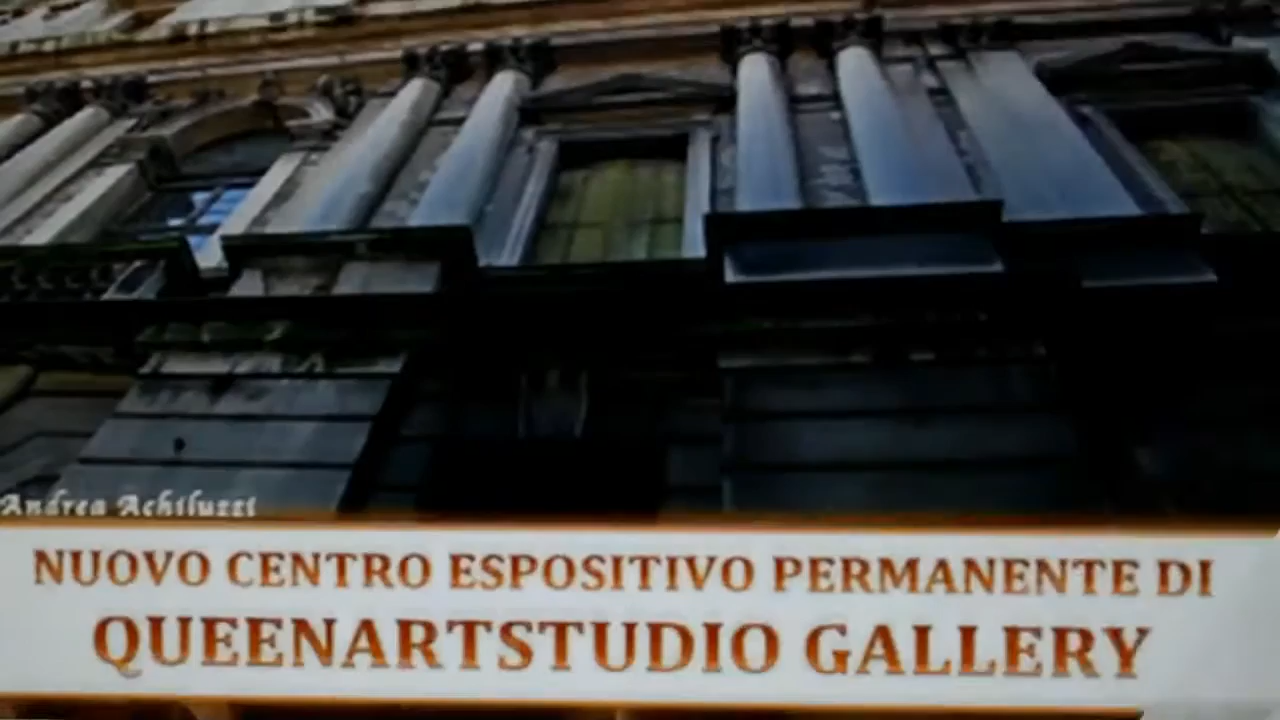 Andrea Achiluzzi
NUOVO CENTRO ESPOSITIVO PERMANENTE DI
QUEENARTSTUDIO GALLERY